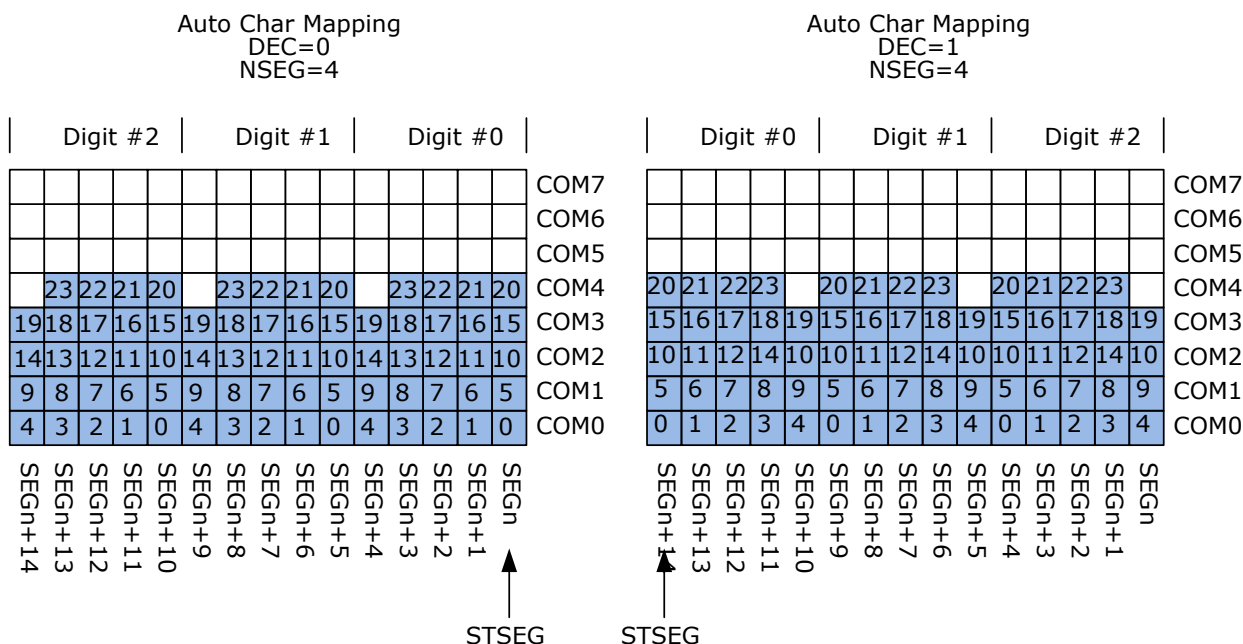 Auto Char Mapping
DEC=0
NSEG=4
Digit #2 Digit #1 Digit #0
COM7
COM6
COM5
23 22 21 20 23 22 21 20 23 22 21 20 COM4
19 18 17 16 15 19 18 17 16 15 19 18 17 16 15 COM3
14 13 12 11 10 14 13 12 11 10 14 13 12 11 10 COM2
9 8 7 6 5 9 8 7 6 5 9 8 7 6 5 COM1
4 3 2 1 0 4 3 2 1 0 4 3 2 1 0 COM0
SEGn+14
SEGn+13
SEGn+12
SEGn+11
SEGn+10
SEGn+9
SEGn+8
SEGn+7
SEGn+6
SEGn+5
SEGn+4
SEGn+3
SEGn+2
SEGn+1
SEGn
STSEG
Auto Char Mapping
DEC=1
NSEG=4
Digit #0 Digit #1 Digit #2
COM7
COM6
COM5
20 21 22 23 20 21 22 23 20 21 22 23 COM4
15 16 17 18 19 15 16 17 18 19 15 16 17 18 19 COM3
10 11 12 14 10 10 11 12 14 10 10 11 12 14 10 COM2
5 6 7 8 9 5 6 7 8 9 5 6 7 8 9 COM1
0 1 2 3 4 0 1 2 3 4 0 1 2 3 4 COM0
SEGn+14
SEGn+13
SEGn+12
SEGn+11
SEGn+10
SEGn+9
SEGn+8
SEGn+7
SEGn+6
SEGn+5
SEGn+4
SEGn+3
SEGn+2
SEGn+1
SEGn
STSEG